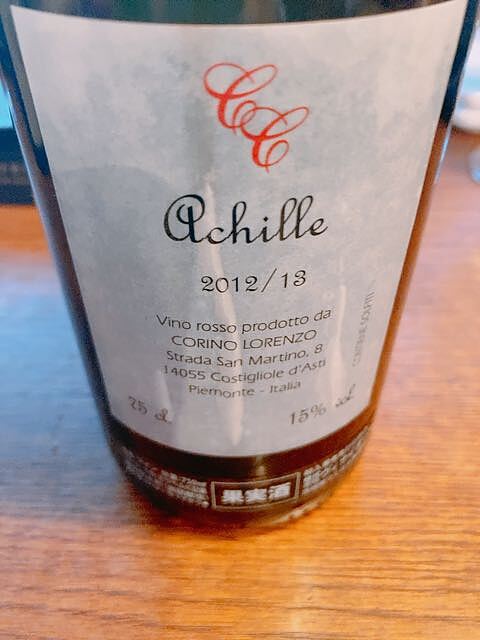 CC
Achille
2012/13
Vino rosso prodotto da
CORINO LORENZO
Strada San Martino, 8
14055 Costigliole d'Asti
Piemonte - Italia
75 cl
15% vol
CONTIENE SOLFITI
果実酒